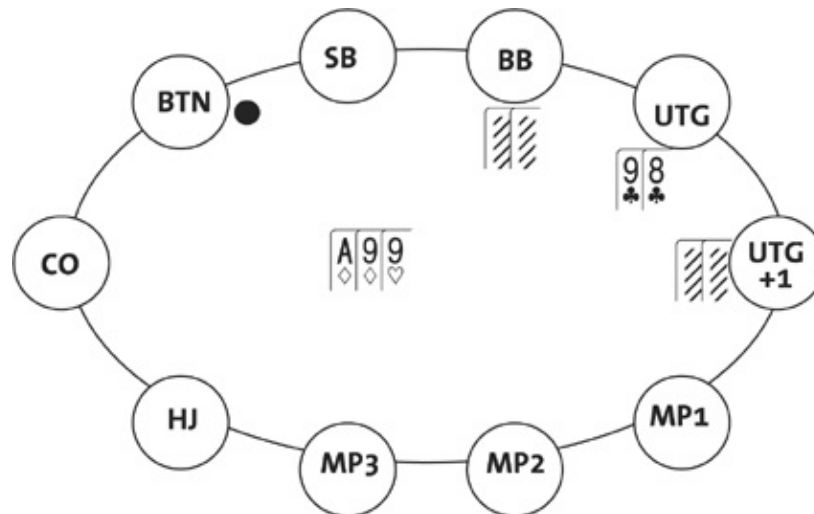 SB
BB
BTN
UTG
9♣ 8♣
A♢ 9♢ 9♡
CO
UTG
+1
HJ
MP1
MP3
MP2